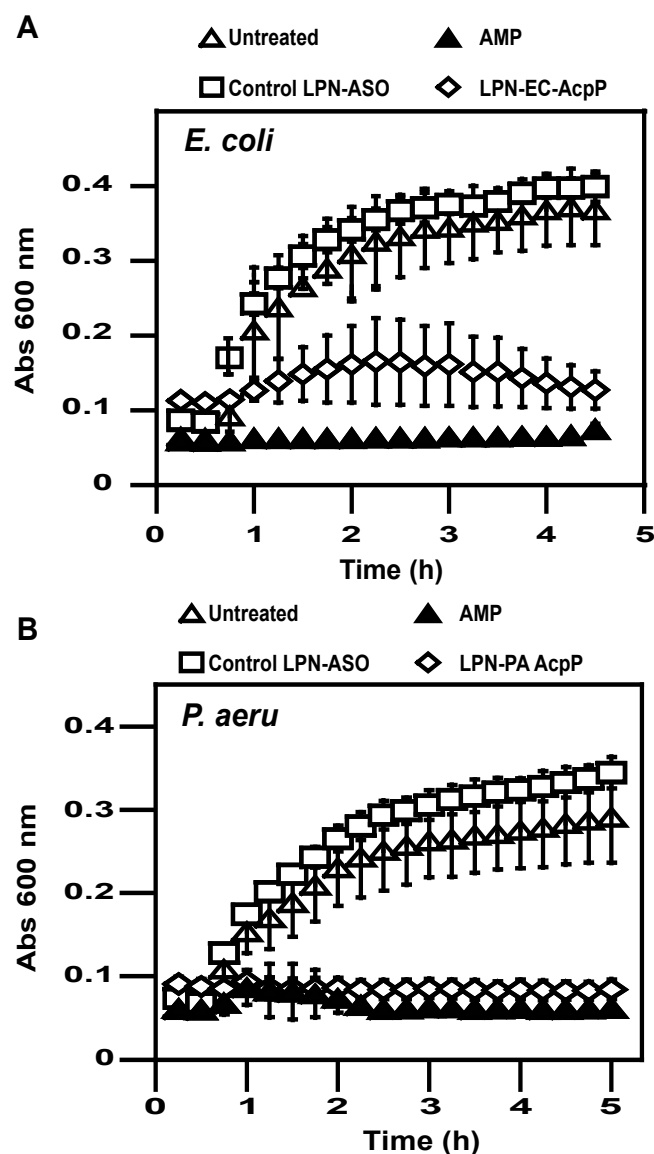 A
Untreated AMP
Control LPN-ASO LPN-EC-AcpP
E. coli
0.4
0.3
0.2
0.1
0
Abs 600 nm
0 1 2 3 4 5
Time (h)
B
Untreated AMP
Control LPN-ASO LPN-PA AcpP
P. aeru
0.4
0.3
0.2
0.1
0
Abs 600 nm
0 1 2 3 4 5
Time (h)